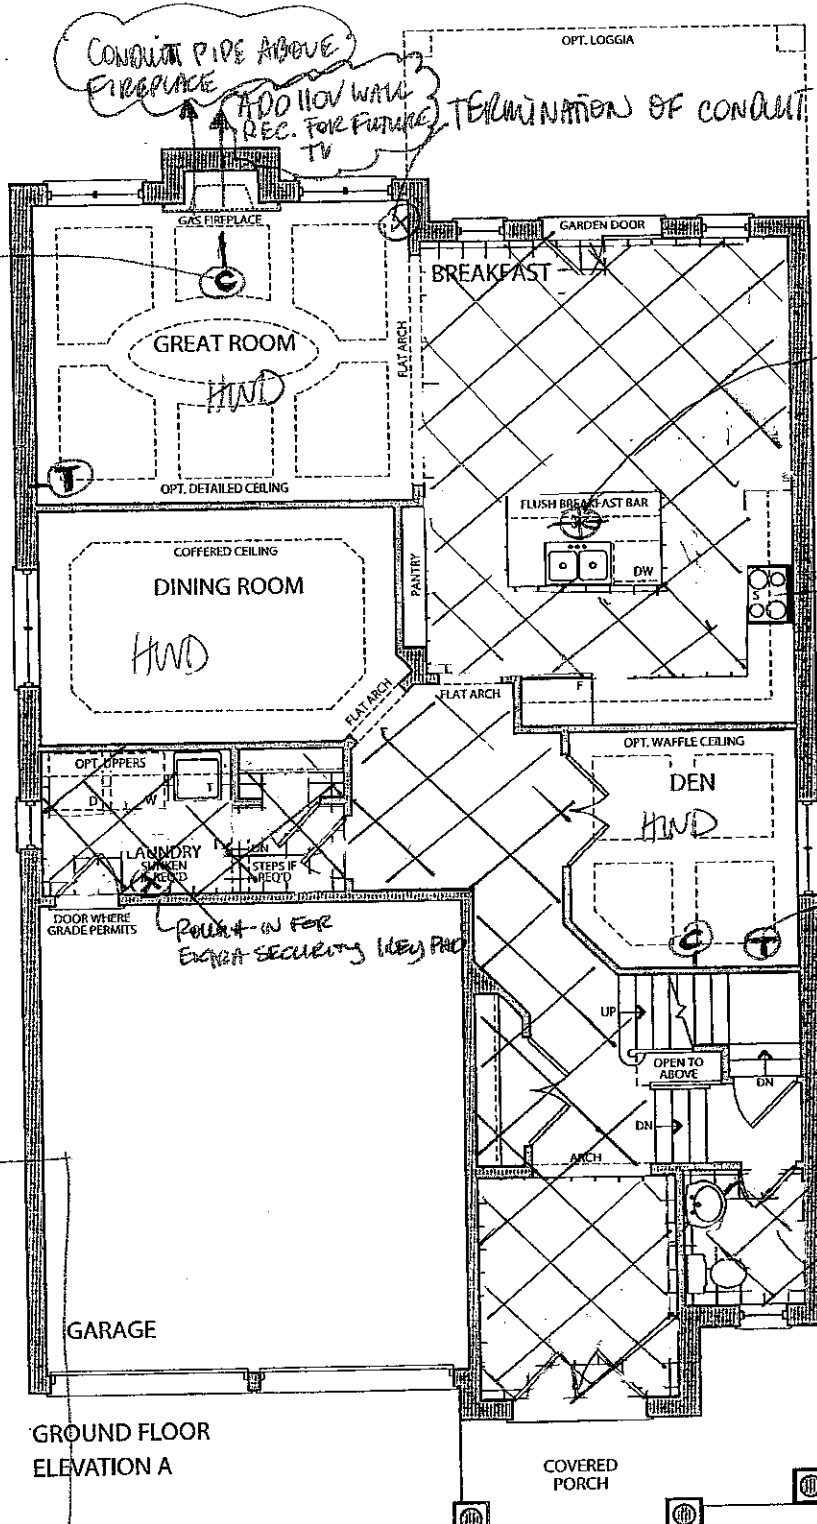 OPT. LOGGIA
CONDUIT PIPE ABOVE
FIREPLACE
ADD 110V WALL
REC. FOR FUTURE
TV
TERMINATION OF CONDUIT
GAS FIREPLACE
GARDEN DOOR
BREAKFAST
C
GREAT ROOM
HWD
FLAT ARCH
T
OPT. DETAILED CEILING
FLUSH BREAKFAST BAR
DW
S
COFFERED CEILING
DINING ROOM
HWD
PANTRY
FLAT ARCH
FLAT ARCH
F
OPT. UPPERS
D
W
T
LAUNDRY
SUNKEN
IF REQ'D
DN
STEPS IF
REQ'D
OPT. WAFFLE CEILING
DEN
HWD
C
T
DOOR WHERE
GRADE PERMITS
ROUGH-IN FOR
EXTRA SECURITY KEY PAD
UP
OPEN TO
ABOVE
DN
DN
ARCH
GARAGE
GROUND FLOOR
ELEVATION A
COVERED
PORCH